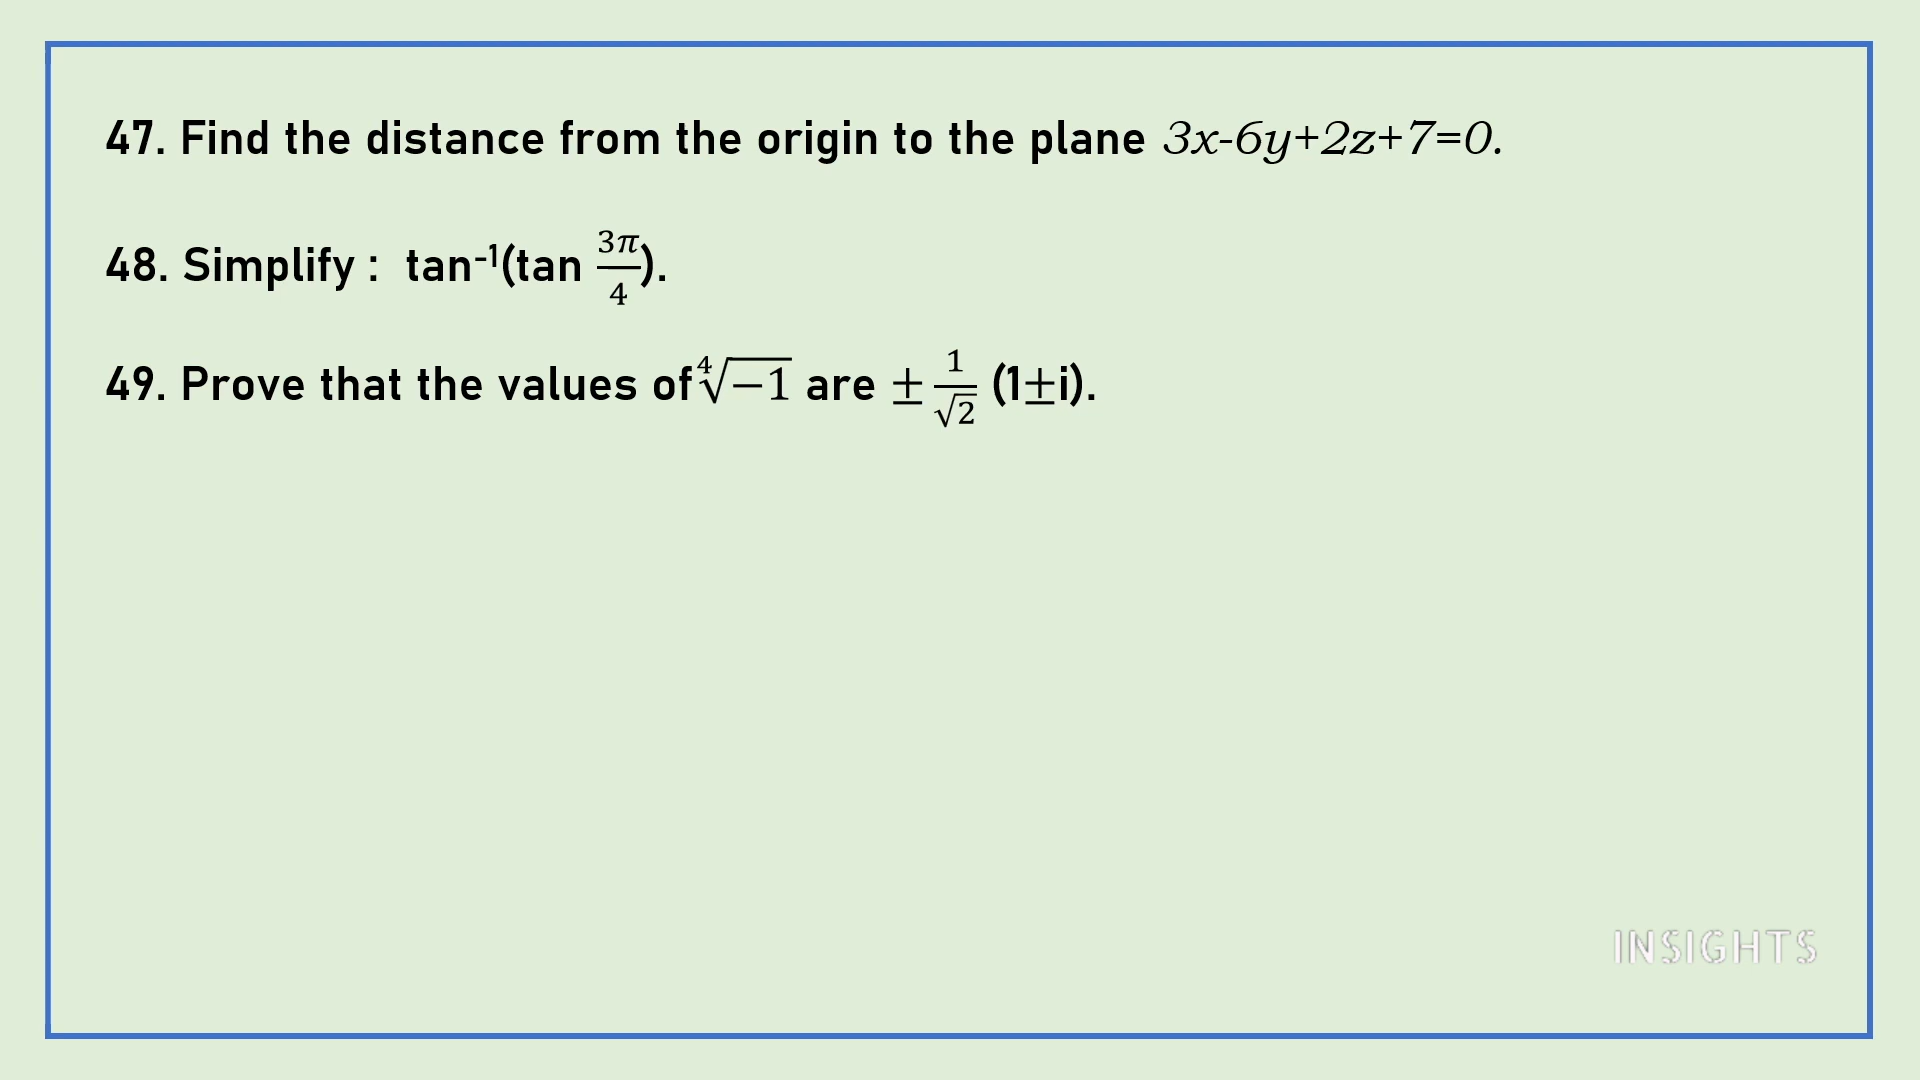 47. Find the distance from the origin to the plane 3x-6y+2z+7=0.
48. Simplify : tan⁻¹(tan 3π/4).
49. Prove that the values of ∜−1 are ± 1/√2 (1±i).
INSIGHTS